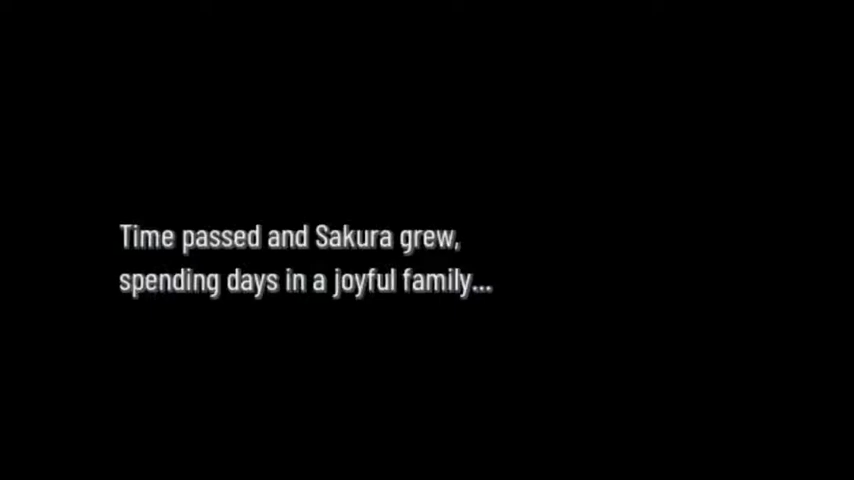 Time passed and Sakura grew,
spending days in a joyful family...